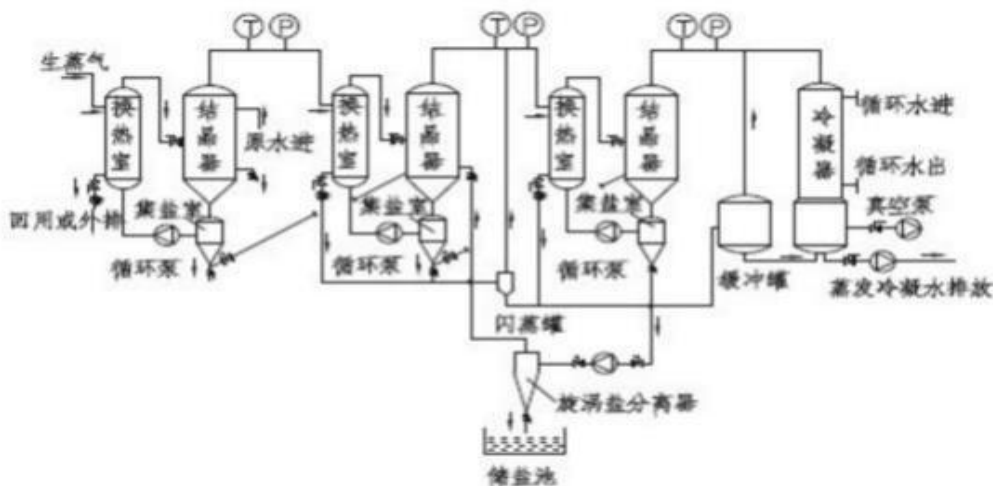 T P T P T P
生蒸气
换热室
结晶器
原水进
换热室
结晶器
换热室
结晶器
冷凝器
循环水进
循环水出
真空泵
回用或外排
集盐室
循环泵
集盐室
循环泵
集盐室
循环泵
缓冲罐
蒸发冷凝水排放
闪蒸罐
旋涡盐分离器
储盐池